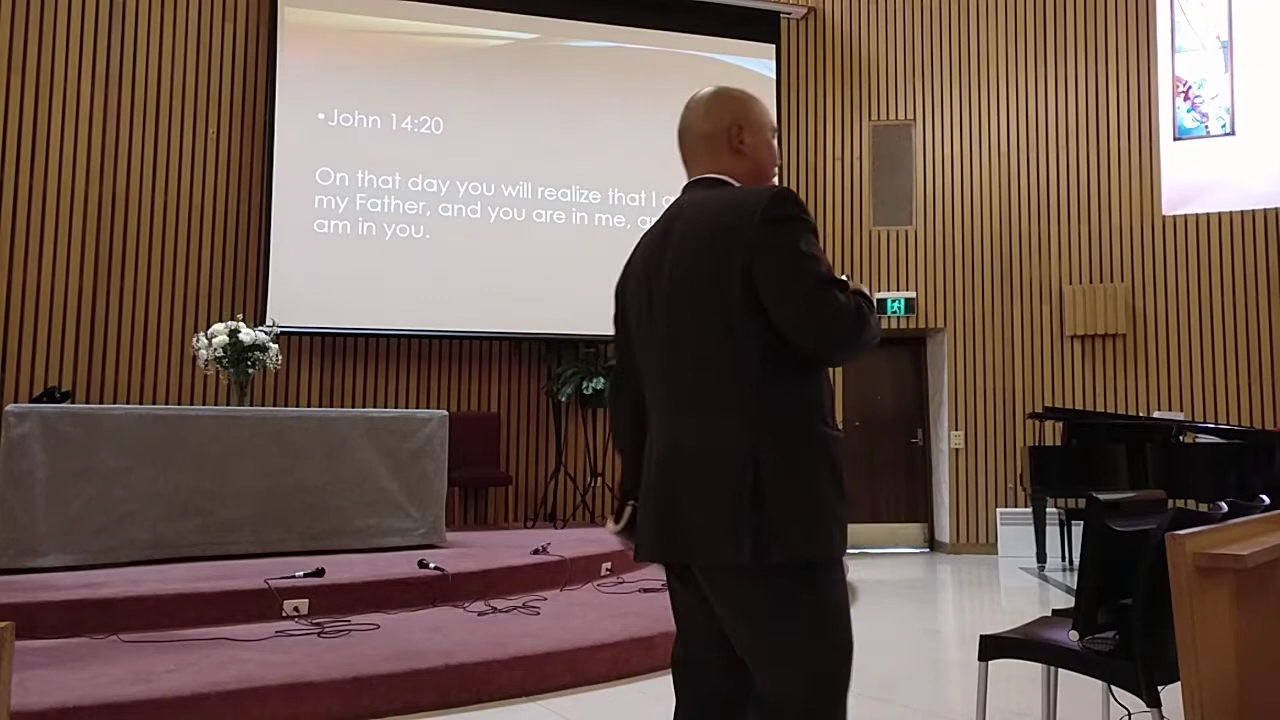 •John 14:20
On that day you will realize that I
my Father, and you are in me,
am in you.